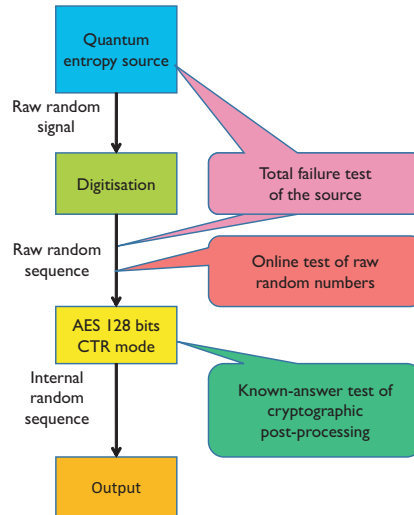 Quantum
entropy source
Raw random
signal
Digitisation
Total failure test
of the source
Raw random
sequence
Online test of raw
random numbers
AES 128 bits
CTR mode
Internal
random
sequence
Known-answer test of
cryptographic
post-processing
Output